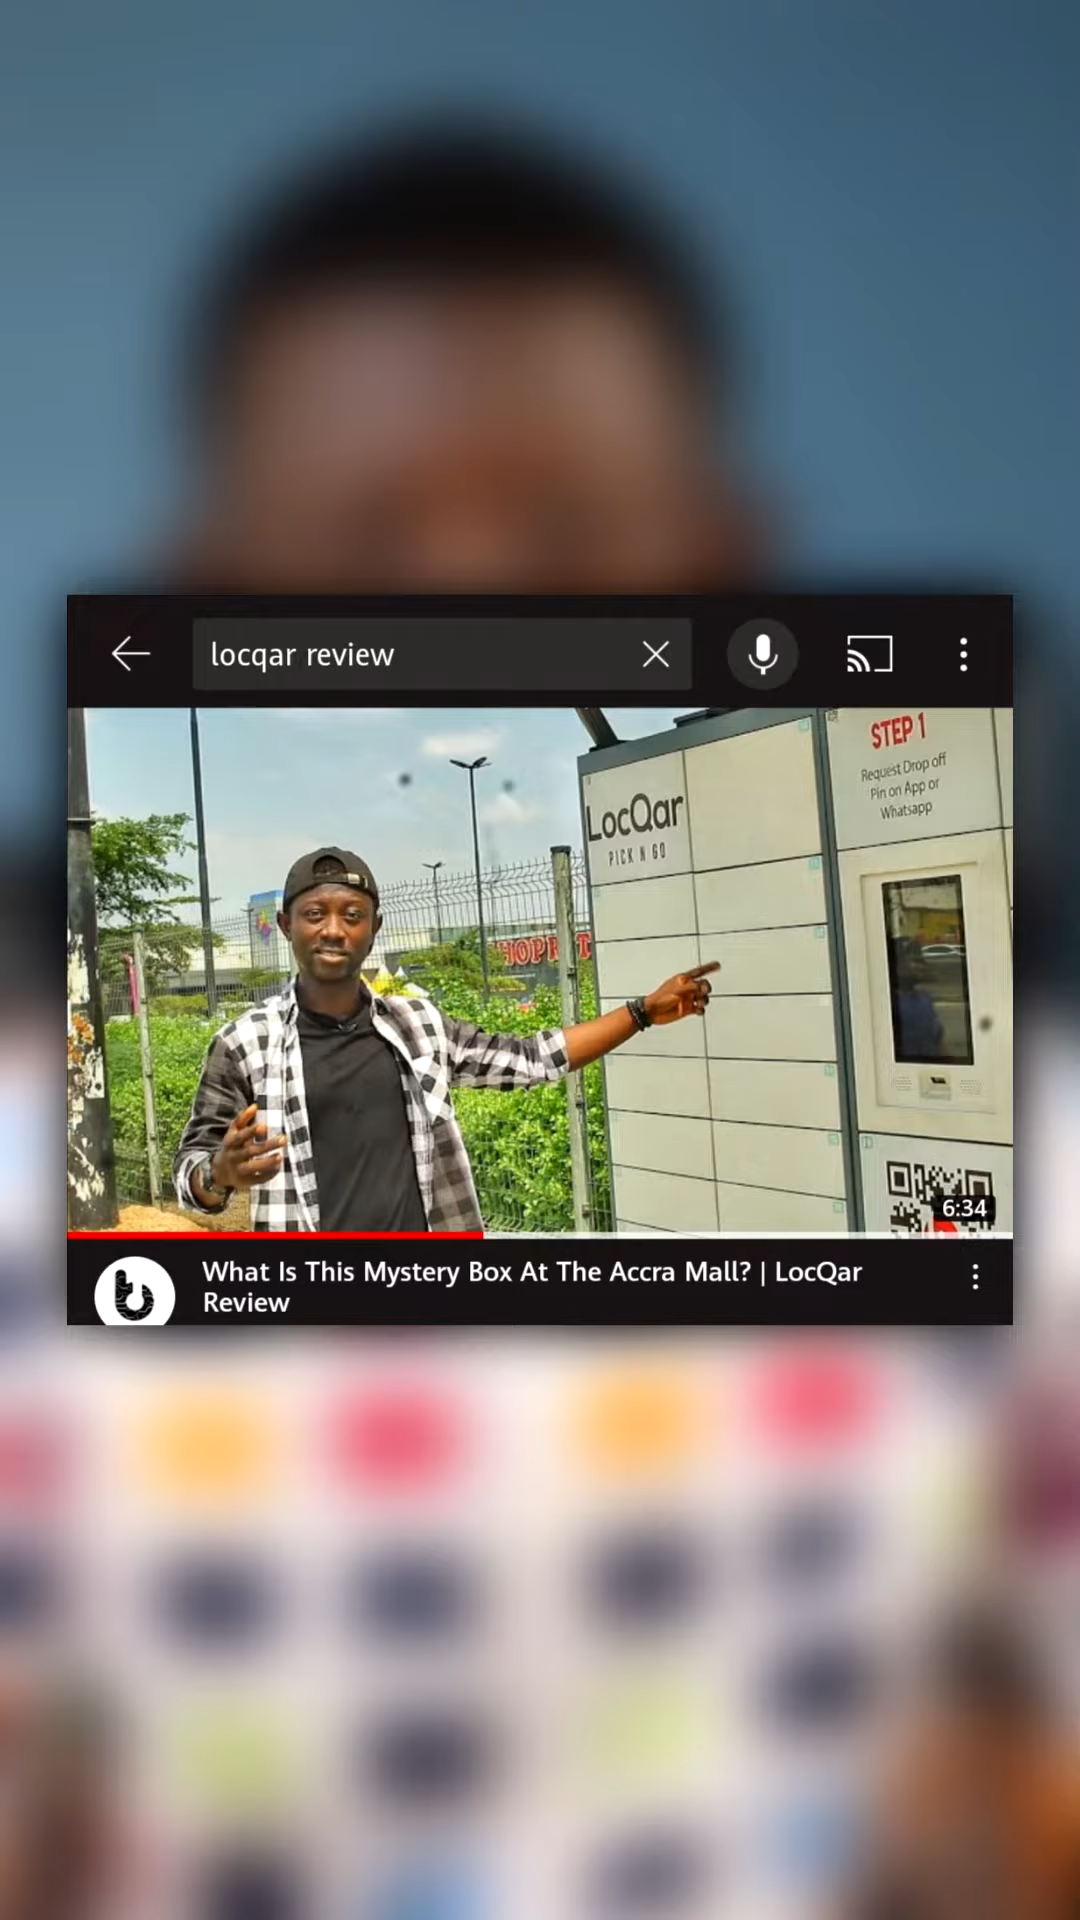 locqar review
STEP 1
Request Drop off
Pin on App or
Whatsapp
LocQar
PICK N GO
6:34
What Is This Mystery Box At The Accra Mall? | LocQar
Review